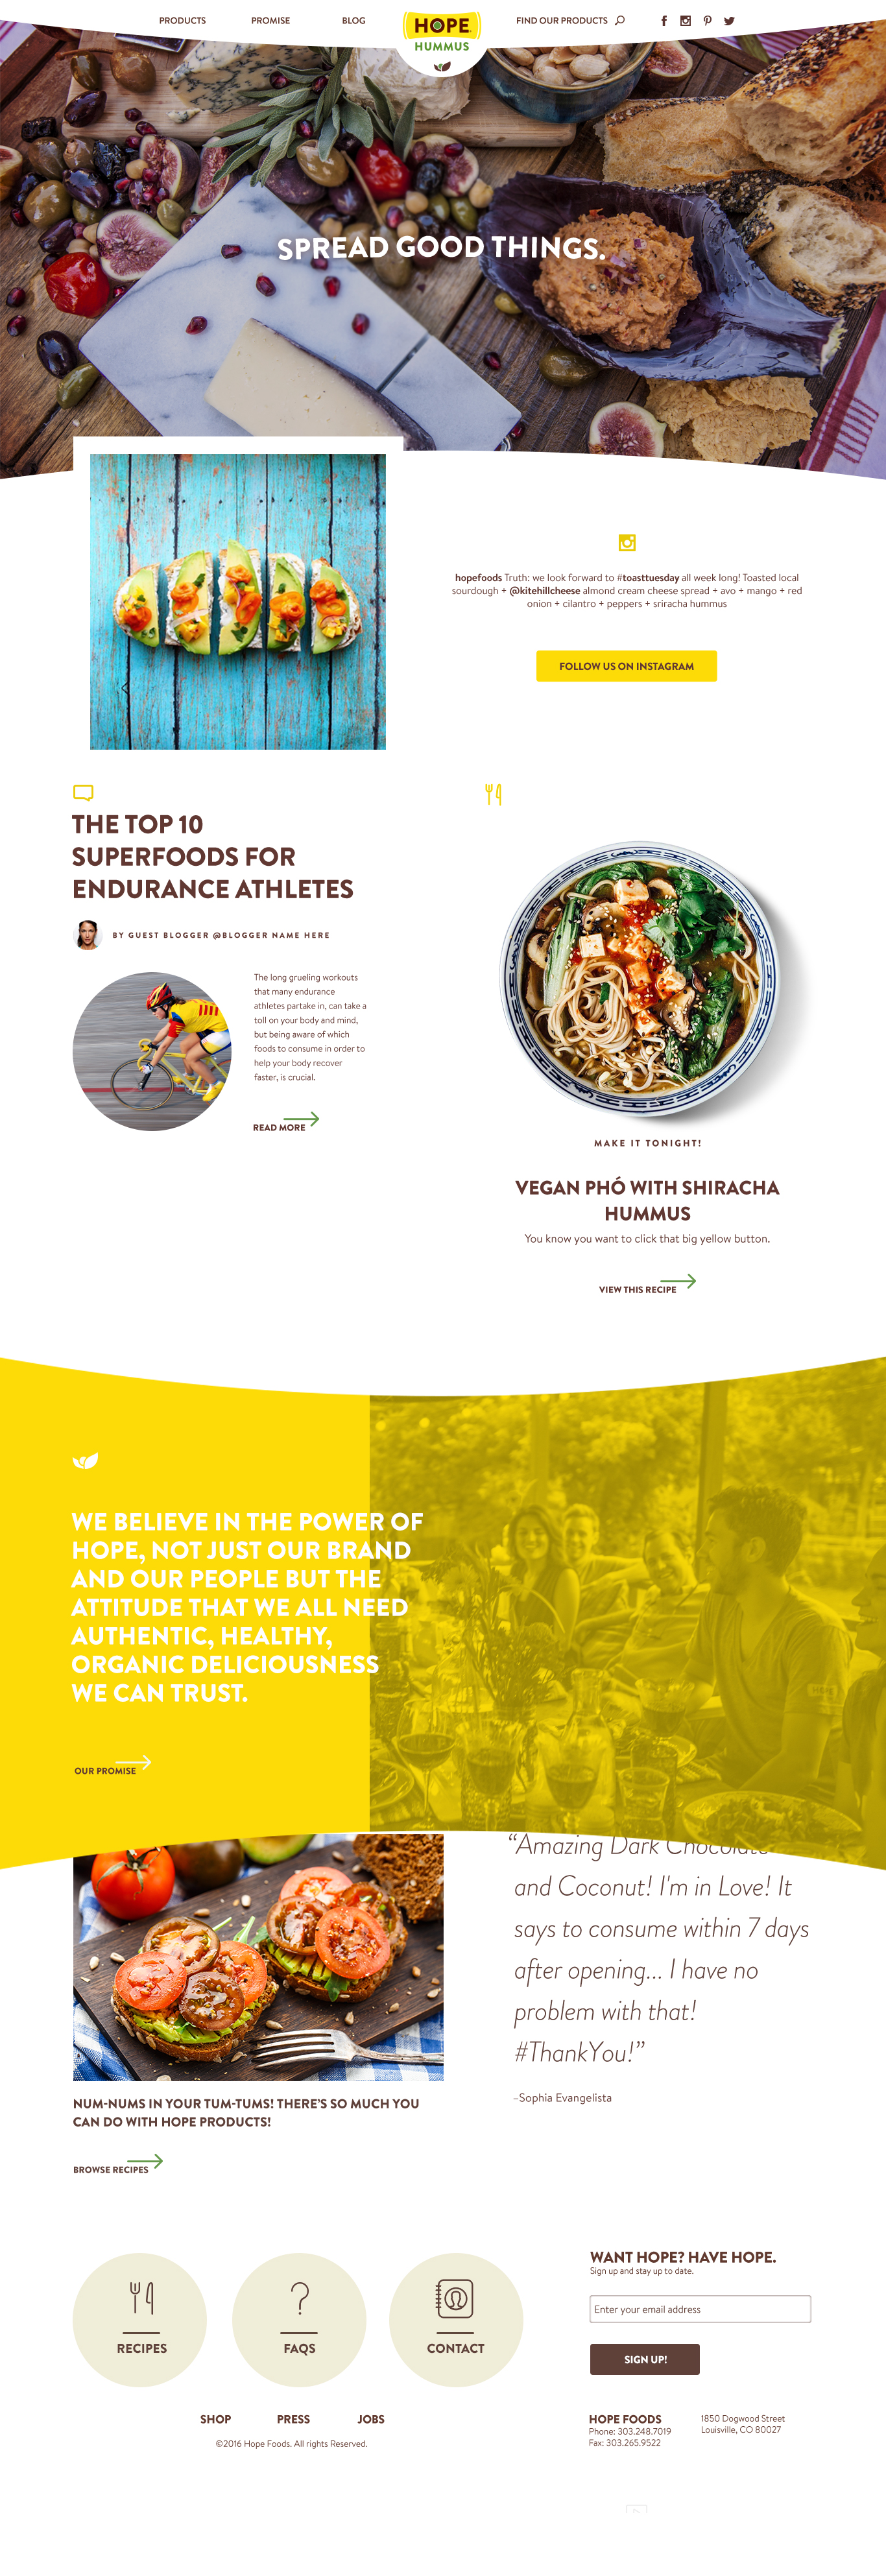 PRODUCTS
PROMISE
BLOG
HOPE
HUMMUS
FIND OUR PRODUCTS
SPREAD GOOD THINGS.
hopefoods Truth: we look forward to #toasttuesday all week long! Toasted local
sourdough + @kitehillcheese almond cream cheese spread + avo + mango + red
onion + cilantro + peppers + sriracha hummus
FOLLOW US ON INSTAGRAM
THE TOP 10
SUPERFOODS FOR
ENDURANCE ATHLETES
BY GUEST BLOGGER @BLOGGER NAME HERE
The long grueling workouts
that many endurance
athletes partake in, can take a
toll on your body and mind,
but being aware of which
foods to consume in order to
help your body recover
faster, is crucial.
READ MORE
MAKE IT TONIGHT!
VEGAN PHÓ WITH SHIRACHA
HUMMUS
You know you want to click that big yellow button.
VIEW THIS RECIPE
WE BELIEVE IN THE POWER OF
HOPE, NOT JUST OUR BRAND
AND OUR PEOPLE BUT THE
ATTITUDE THAT WE ALL NEED
AUTHENTIC, HEALTHY,
ORGANIC DELICIOUSNESS
WE CAN TRUST.
OUR PROMISE
“Amazing Dark Chocolate
and Coconut! I'm in Love! It
says to consume within 7 days
after opening... I have no
problem with that!
#ThankYou!”
–Sophia Evangelista
NUM-NUMS IN YOUR TUM-TUMS! THERE'S SO MUCH YOU
CAN DO WITH HOPE PRODUCTS!
BROWSE RECIPES
RECIPES
FAQS
CONTACT
WANT HOPE? HAVE HOPE.
Sign up and stay up to date.
Enter your email address
SIGN UP!
SHOP
PRESS
JOBS
©2016 Hope Foods. All rights Reserved.
HOPE FOODS
Phone: 303.248.7019
Fax: 303.265.9522
1850 Dogwood Street
Louisville, CO 80027